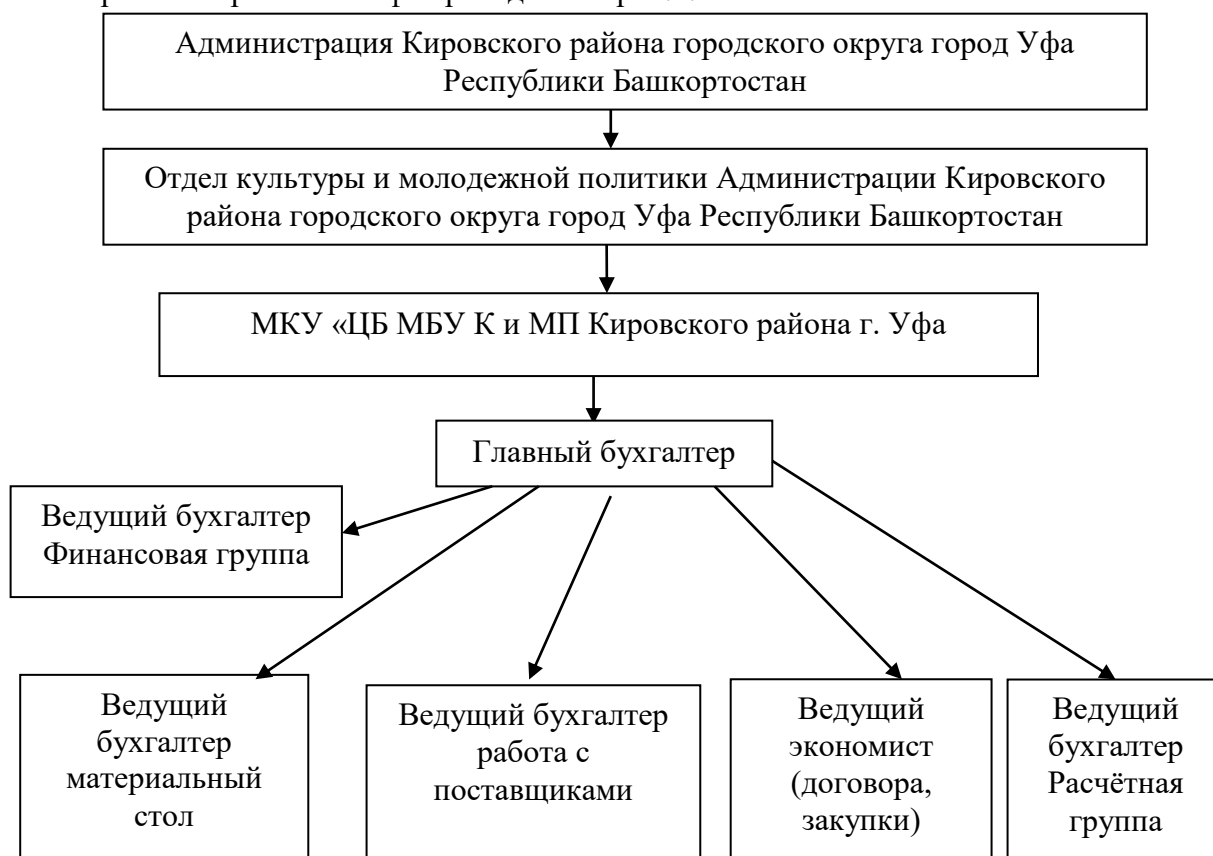 Администрация Кировского района городского округа город Уфа
Республики Башкортостан
Отдел культуры и молодежной политики Администрации Кировского
района городского округа город Уфа Республики Башкортостан
МКУ «ЦБ МБУ К и МП Кировского района г. Уфа
Главный бухгалтер
Ведущий бухгалтер
Финансовая группа
Ведущий
бухгалтер
материальный
стол
Ведущий бухгалтер
работа с
поставщиками
Ведущий
экономист
(договора,
закупки)
Ведущий
бухгалтер
Расчётная
группа